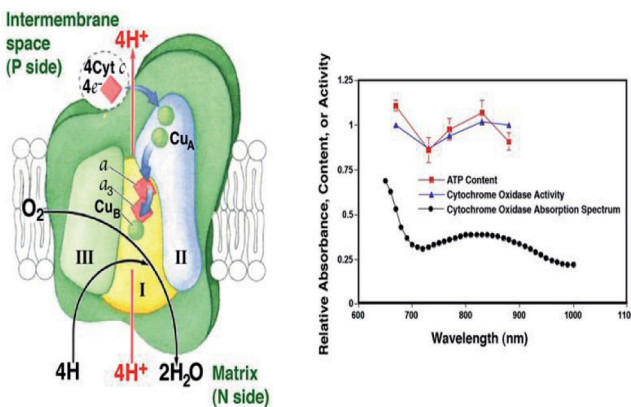 Intermembrane
space
(P side)
4H⁺
4Cyt c
4e⁻
CuA
a
a3
CuB
O₂
III
II
I
4H
4H⁺
2H₂O
Matrix
(N side)
Relative Absorbance, Content, or Activity
1.25
1
0.75
0.5
0.25
0
ATP Content
Cytochrome Oxidase Activity
Cytochrome Oxidase Absorption Spectrum
600
700
800
900
1000
110
Wavelength (nm)